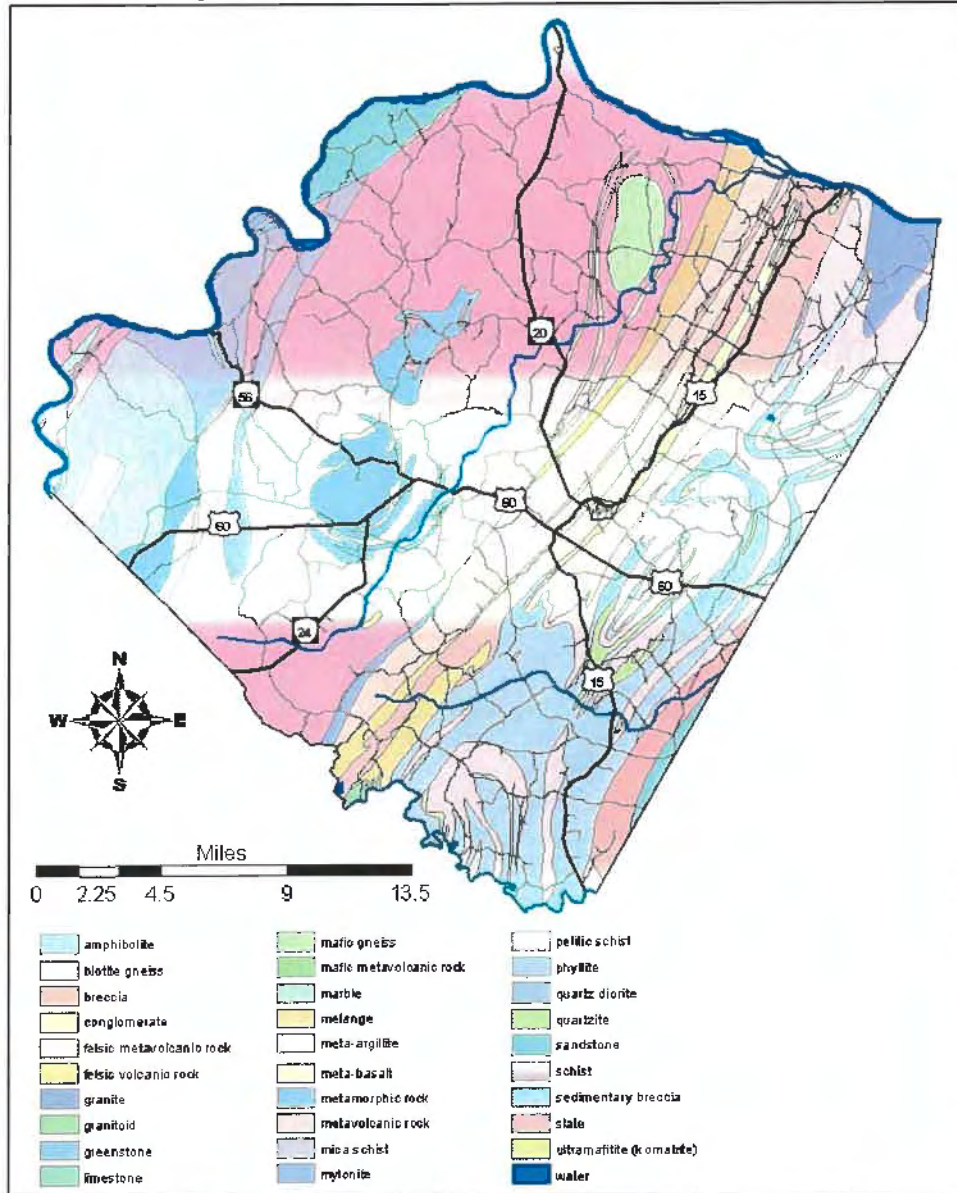 20
56
15
60
60
60
24
15
N
W E
S
Miles
0 2.25 4.5 9 13.5
amphibolite
biotite gneiss
breccia
conglomerate
felsic metavolcanic rock
felsic volcanic rock
granite
granitoid
greenstone
limestone
mafic gneiss
mafic metavolcanic rock
marble
melange
meta-argillite
meta-basalt
metamorphic rock
metavolcanic rock
mica schist
mylonite
pelitic schist
phyllite
quartz diorite
quartzite
sandstone
schist
sedimentary breccia
slate
ultramafitite (komatite)
water